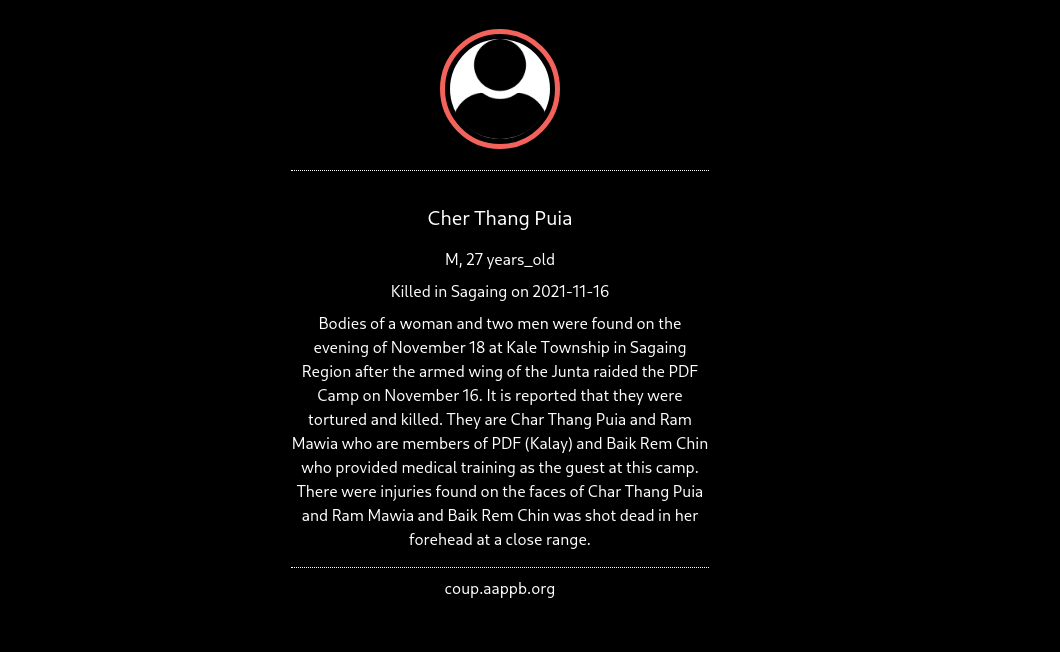 Cher Thang Puia
M, 27 years_old
Killed in Sagaing on 2021-11-16
Bodies of a woman and two men were found on the
evening of November 18 at Kale Township in Sagaing
Region after the armed wing of the Junta raided the PDF
Camp on November 16. It is reported that they were
tortured and killed. They are Char Thang Puia and Ram
Mawia who are members of PDF (Kalay) and Baik Rem Chin
who provided medical training as the guest at this camp.
There were injuries found on the faces of Char Thang Puia
and Ram Mawia and Baik Rem Chin was shot dead in her
forehead at a close range.
coup.aappb.org